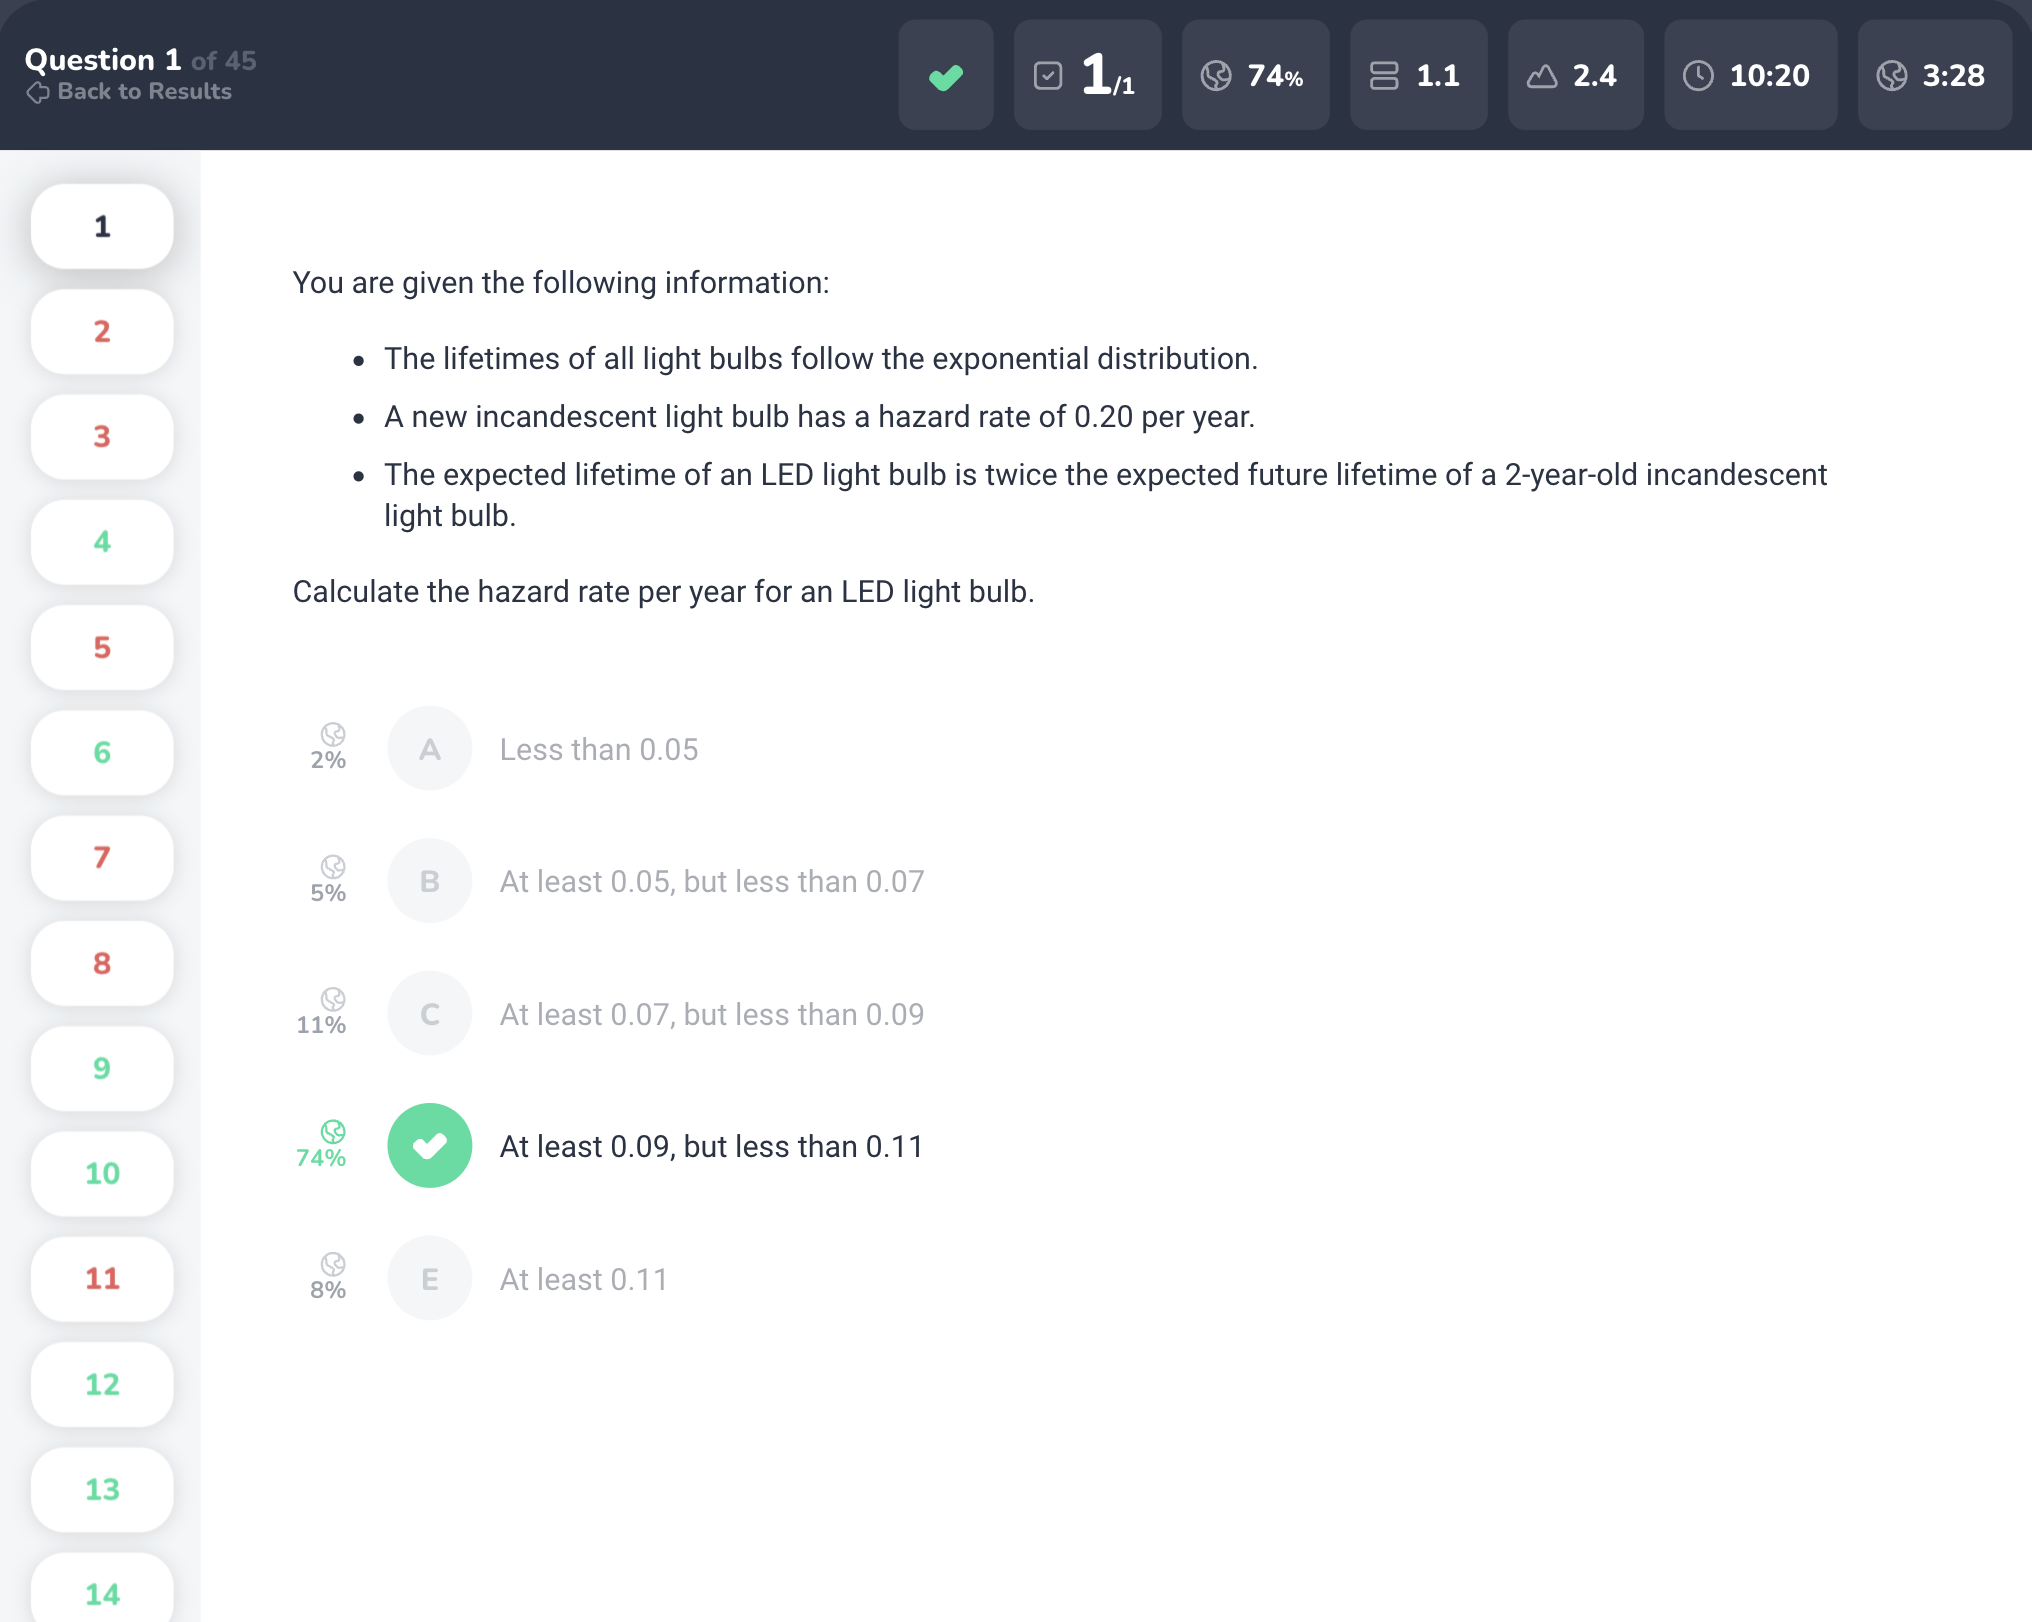 Question 1 of 45
Back to Results
1/1
74%
1.1
2.4
10:20
3:28
1
2
3
4
5
6
7
8
9
10
11
12
13
14
You are given the following information:
• The lifetimes of all light bulbs follow the exponential distribution.
• A new incandescent light bulb has a hazard rate of 0.20 per year.
• The expected lifetime of an LED light bulb is twice the expected future lifetime of a 2-year-old incandescent
light bulb.
Calculate the hazard rate per year for an LED light bulb.
2% A Less than 0.05
5% B At least 0.05, but less than 0.07
11% C At least 0.07, but less than 0.09
74% At least 0.09, but less than 0.11
8% E At least 0.11